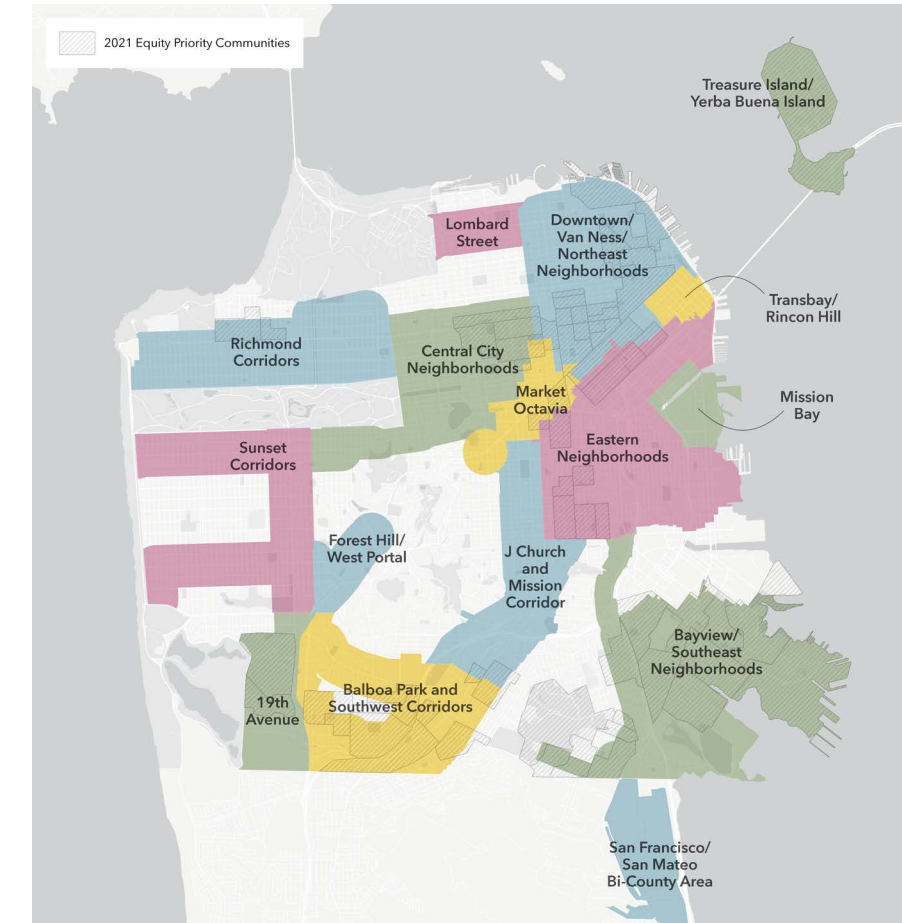 2021 Equity Priority Communities
Treasure Island/
Yerba Buena Island
Lombard
Street
Downtown/
Van Ness/
Northeast
Neighborhoods
Transbay/
Rincon Hill
Richmond
Corridors
Central City
Neighborhoods
Market
Octavia
Mission
Bay
Sunset
Corridors
Eastern
Neighborhoods
Forest Hill/
West Portal
J Church
and
Mission
Corridor
Bayview/
Southeast
Neighborhoods
19th
Avenue
Balboa Park and
Southwest Corridors
San Francisco/
San Mateo
Bi-County Area